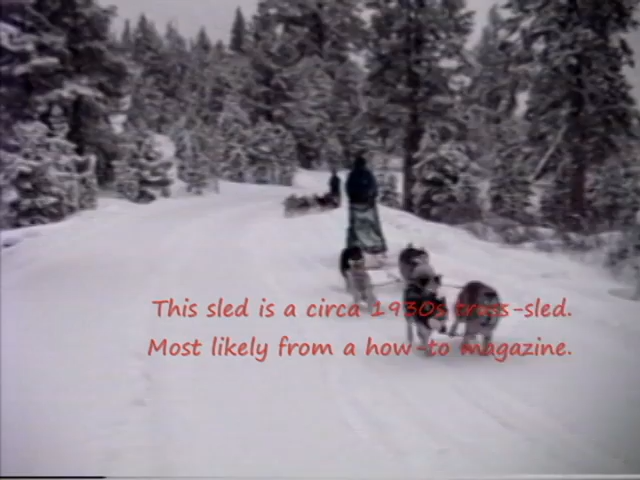 This sled is a circa 1930s truss-sled.
Most likely from a how-to magazine.